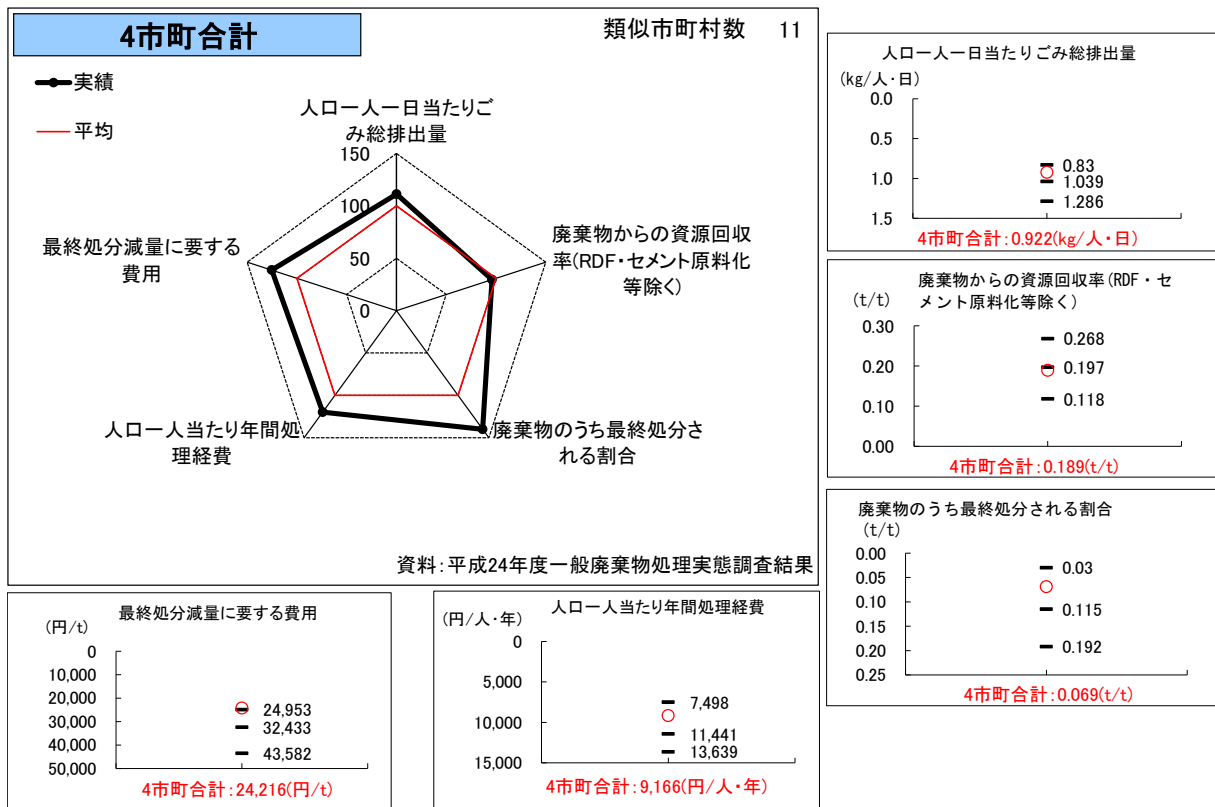 4市町合計
類似市町村数 11
実績
平均
人口一人一日当たりご
み総排出量
150
100
50
0
廃棄物からの資源回収
率(RDF・セメント原料化
等除く)
最終処分減量に要する
費用
人口一人当たり年間処
理経費
廃棄物のうち最終処分さ
れる割合
資料:平成24年度一般廃棄物処理実態調査結果
人口一人一日当たりごみ総排出量
(kg/人・日)
0.0
0.5
1.0
1.5
0.83
1.039
1.286
4市町合計:0.922(kg/人・日)
廃棄物からの資源回収率(RDF・セ
メント原料化等除く)
(t/t)
0.30
0.20
0.10
0.00
0.268
0.197
0.118
4市町合計:0.189(t/t)
廃棄物のうち最終処分される割合
(t/t)
0.00
0.05
0.10
0.15
0.20
0.25
0.03
0.115
0.192
4市町合計:0.069(t/t)
最終処分減量に要する費用
(円/t)
0
10,000
20,000
30,000
40,000
50,000
24,953
32,433
43,582
4市町合計:24,216(円/t)
人口一人当たり年間処理経費
(円/人・年)
0
5,000
10,000
15,000
7,498
11,441
13,639
4市町合計:9,166(円/人・年)